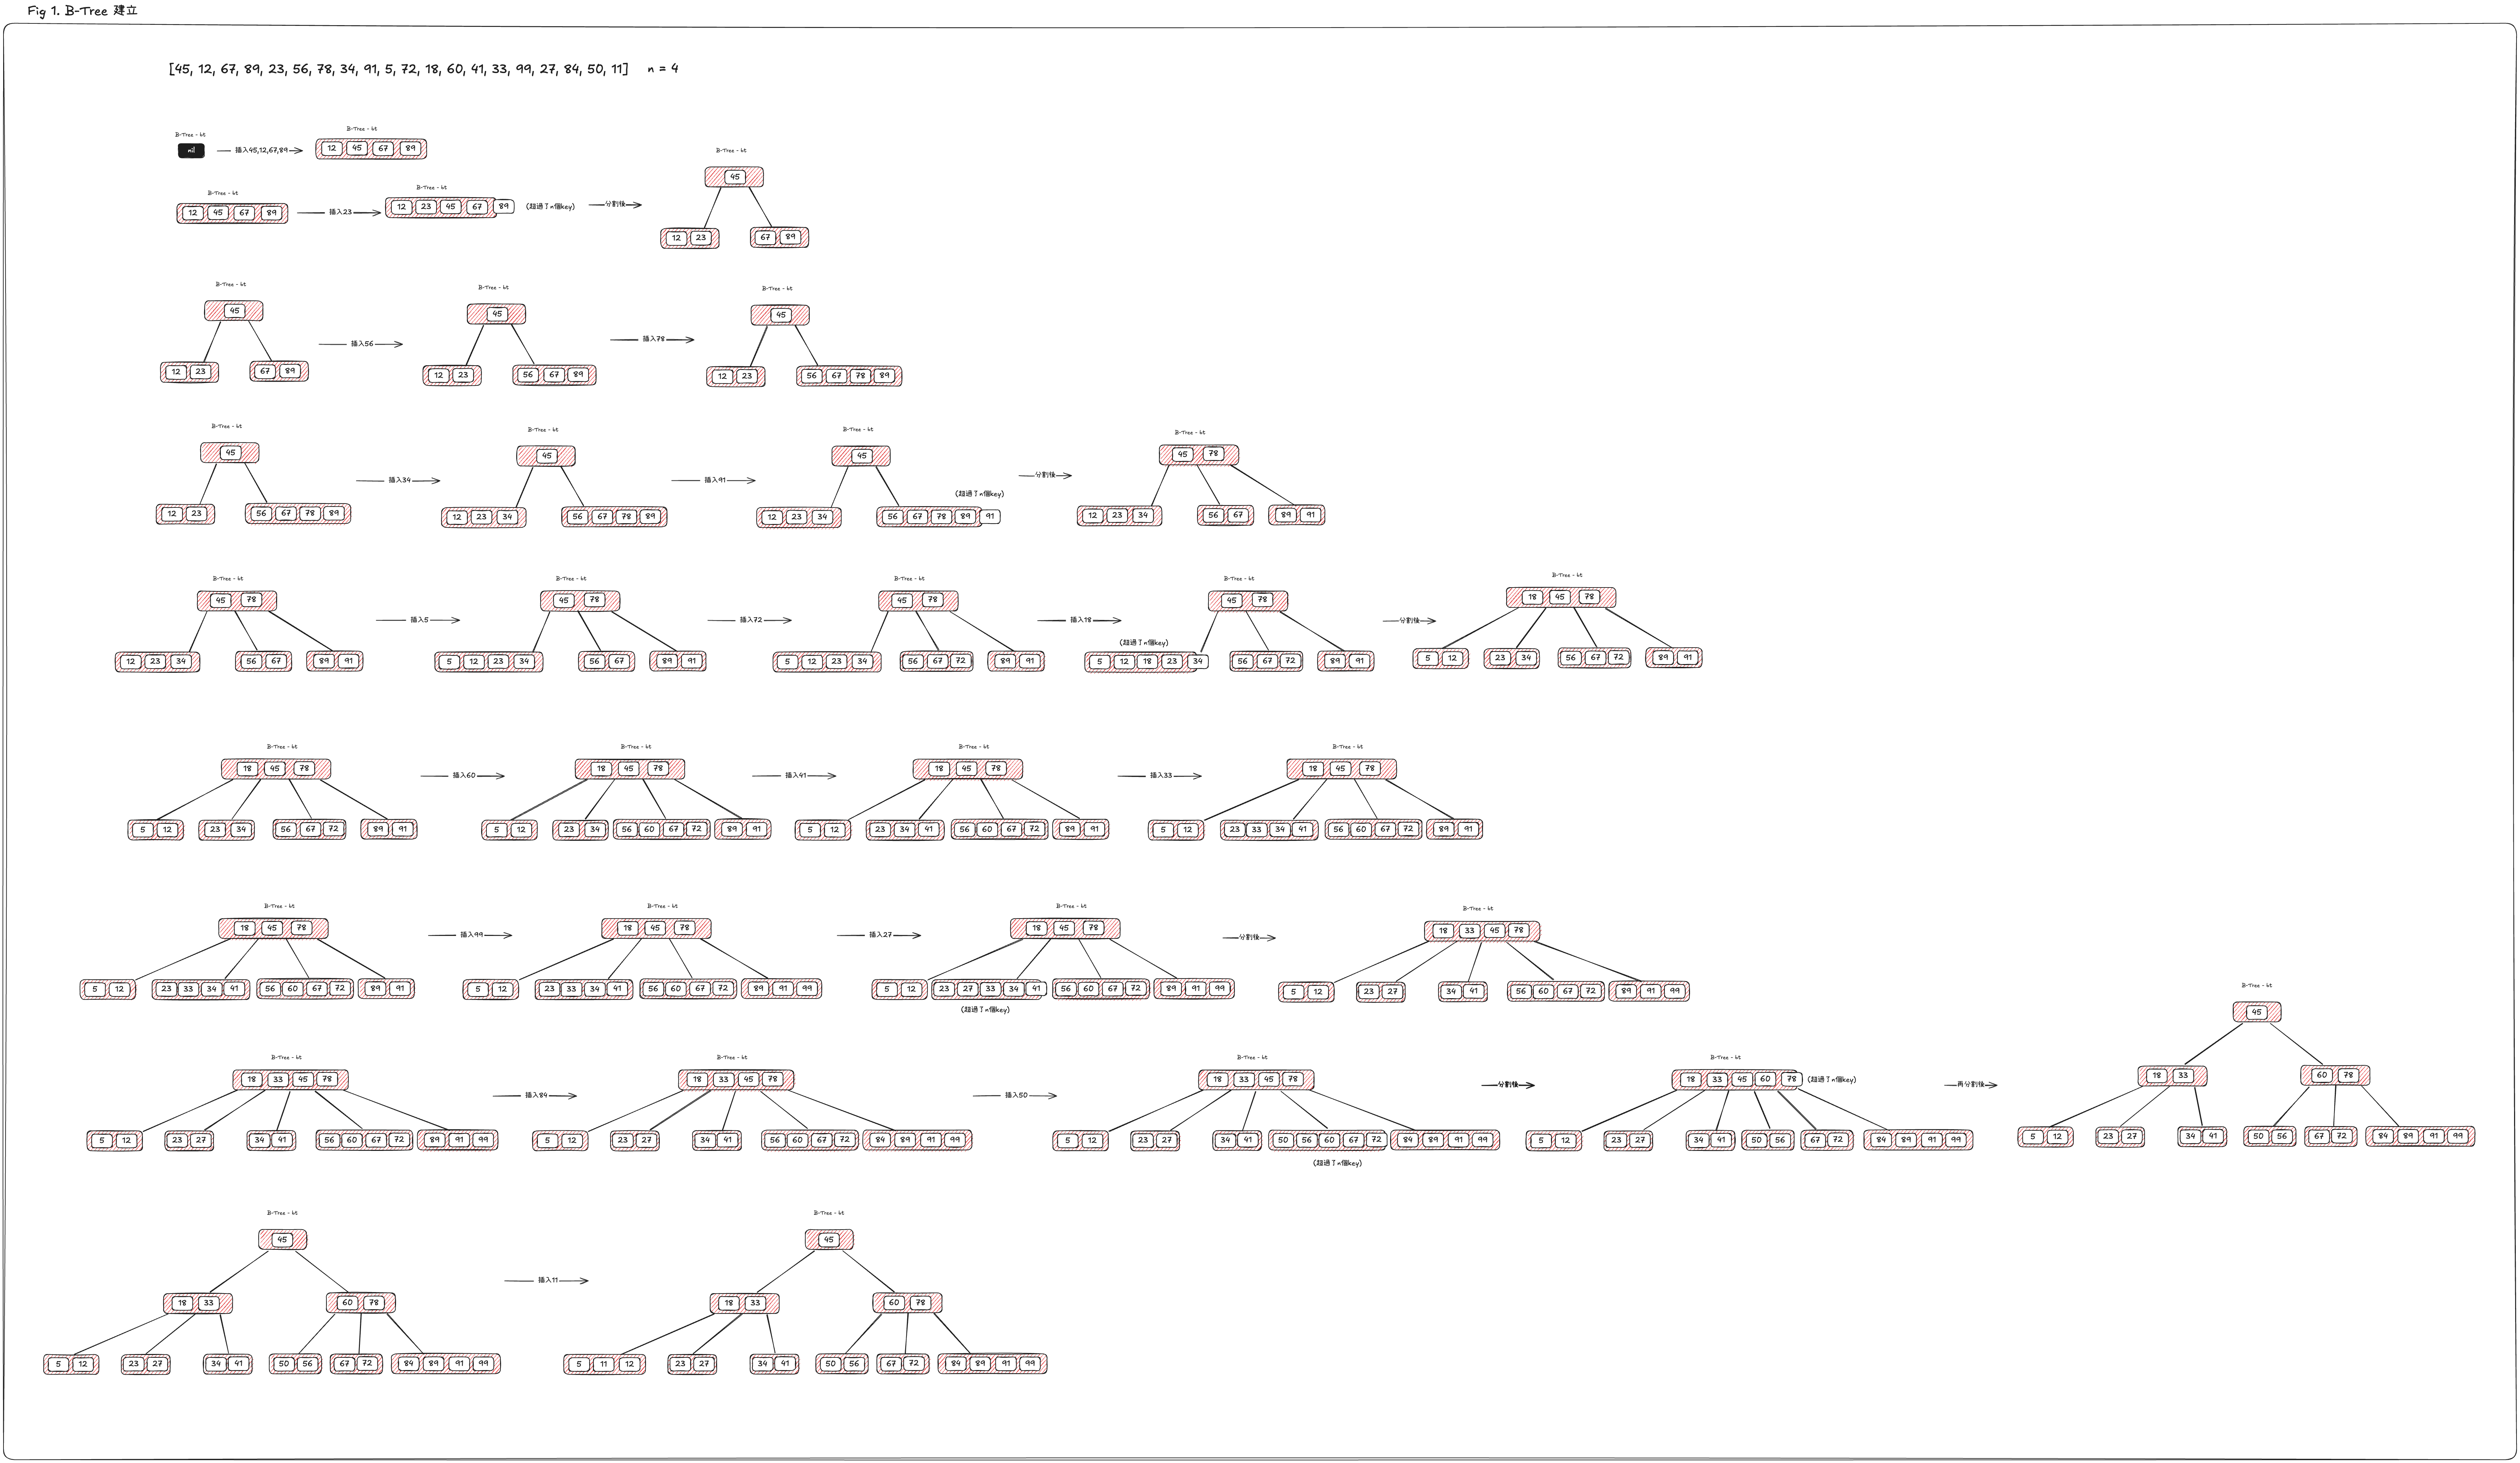 Fig 1. B-Tree 建立
[45, 12, 67, 89, 23, 56, 78, 34, 91, 5, 72, 18, 60, 41, 33, 99, 27, 84, 50, 11] n = 4
B-Tree - bt B-Tree - bt
nil 插入45,12,67,89 12 45 67 89
B-Tree - bt B-Tree - bt B-Tree - bt
45
12 45 67 89 插入23 12 23 45 67 89 (超過了n個key) 分割後
12 23 67 89
B-Tree - bt B-Tree - bt B-Tree - bt
45 45 45
插入56 插入78
12 23 67 89 12 23 56 67 89 12 23 56 67 78 89
B-Tree - bt B-Tree - bt B-Tree - bt B-Tree - bt
45 45 45 45 78
插入34 插入91 分割後
(超過了n個key)
12 23 56 67 78 89 12 23 34 56 67 78 89 12 23 34 56 67 78 89 91 12 23 34 56 67 89 91
B-Tree - bt B-Tree - bt B-Tree - bt B-Tree - bt B-Tree - bt
45 78 45 78 45 78 45 78 18 45 78
插入5 插入72 插入18 分割後
(超過了n個key)
12 23 34 56 67 89 91 5 12 23 34 56 67 89 91 5 12 23 34 56 67 72 89 91 5 12 18 23 34 56 67 72 89 91 5 12 23 34 56 67 72 89 91
B-Tree - bt B-Tree - bt B-Tree - bt B-Tree - bt
18 45 78 18 45 78 18 45 78 18 45 78
插入60 插入41 插入33
5 12 23 34 56 67 72 89 91 5 12 23 34 56 60 67 72 89 91 5 12 23 34 41 56 60 67 72 89 91 5 12 23 33 34 41 56 60 67 72 89 91
B-Tree - bt B-Tree - bt B-Tree - bt B-Tree - bt
18 45 78 18 45 78 18 45 78 18 33 45 78
插入99 插入27 分割後
5 12 23 33 34 41 56 60 67 72 89 91 5 12 23 33 34 41 56 60 67 72 89 91 99 5 12 23 27 33 34 41 56 60 67 72 89 91 99 5 12 23 27 34 41 56 60 67 72 89 91 99
(超過了n個key)
B-Tree - bt B-Tree - bt B-Tree - bt B-Tree - bt B-Tree - bt
45
18 33 45 78 18 33 45 78 18 33 45 78 18 33 45 60 78 (超過了n個key) 18 33 60 78
插入84 插入50 分割後 再分割後
5 12 23 27 34 41 56 60 67 72 89 91 99 5 12 23 27 34 41 56 60 67 72 84 89 91 99 5 12 23 27 34 41 50 56 60 67 72 84 89 91 99 5 12 23 27 34 41 50 56 67 72 84 89 91 99 5 12 23 27 34 41 50 56 67 72 84 89 91 99
(超過了n個key)
B-Tree - bt B-Tree - bt
45 45
插入11
18 33 60 78 18 33 60 78
5 12 23 27 34 41 50 56 67 72 84 89 91 99 5 11 12 23 27 34 41 50 56 67 72 84 89 91 99